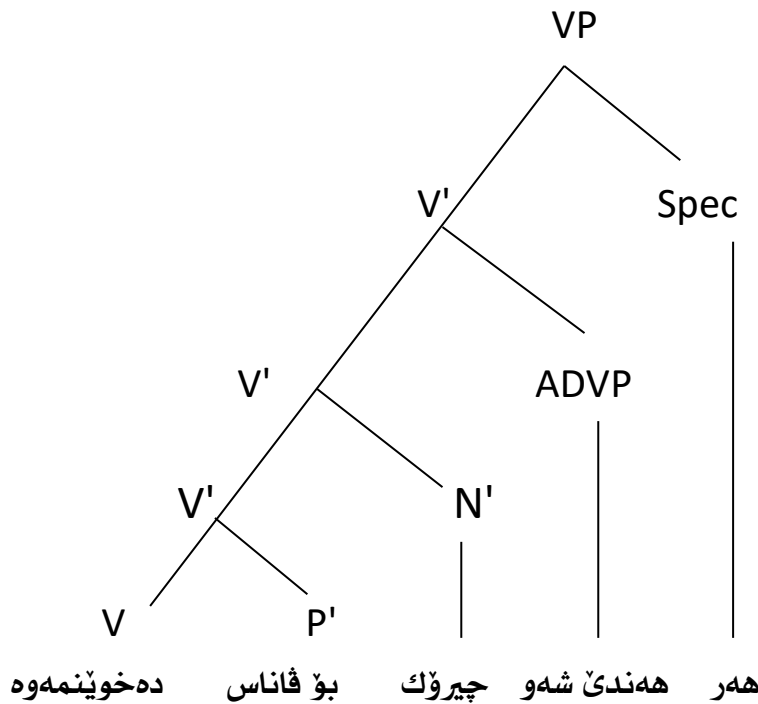 VP
V' Spec
V' ADVP
V' N'
V P'
هەر هەندێ شەو چیرۆك بۆ ڤاناس دەخوێنمەوە